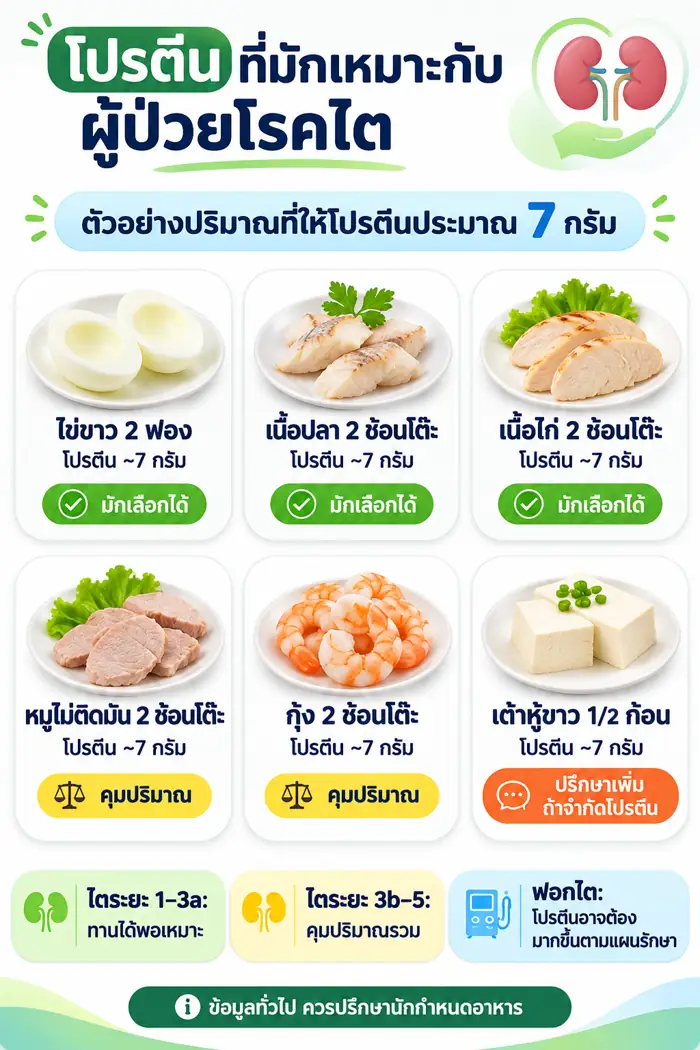 โปรตีน ที่มักเหมาะกับ
ผู้ป่วยโรคไต
ตัวอย่างปริมาณที่ให้โปรตีนประมาณ 7 กรัม
ไข่ขาว 2 ฟอง
โปรตีน ~7 กรัม
มักเลือกได้
เนื้อปลา 2 ช้อนโต๊ะ
โปรตีน ~7 กรัม
มักเลือกได้
เนื้อไก่ 2 ช้อนโต๊ะ
โปรตีน ~7 กรัม
มักเลือกได้
หมูไม่ติดมัน 2 ช้อนโต๊ะ
โปรตีน ~7 กรัม
คุมปริมาณ
กุ้ง 2 ช้อนโต๊ะ
โปรตีน ~7 กรัม
คุมปริมาณ
เต้าหู้ขาว 1/2 ก้อน
โปรตีน ~7 กรัม
ปรึกษาเพิ่ม
ถ้าจำกัดโปรตีน
ไตระยะ 1–3a:
ทานได้พอเหมาะ
ไตระยะ 3b–5:
คุมปริมาณรวม
ฟอกไต:
โปรตีนอาจต้อง
มากขึ้นตามแผนรักษา
ข้อมูลทั่วไป ควรปรึกษานักกำหนดอาหาร